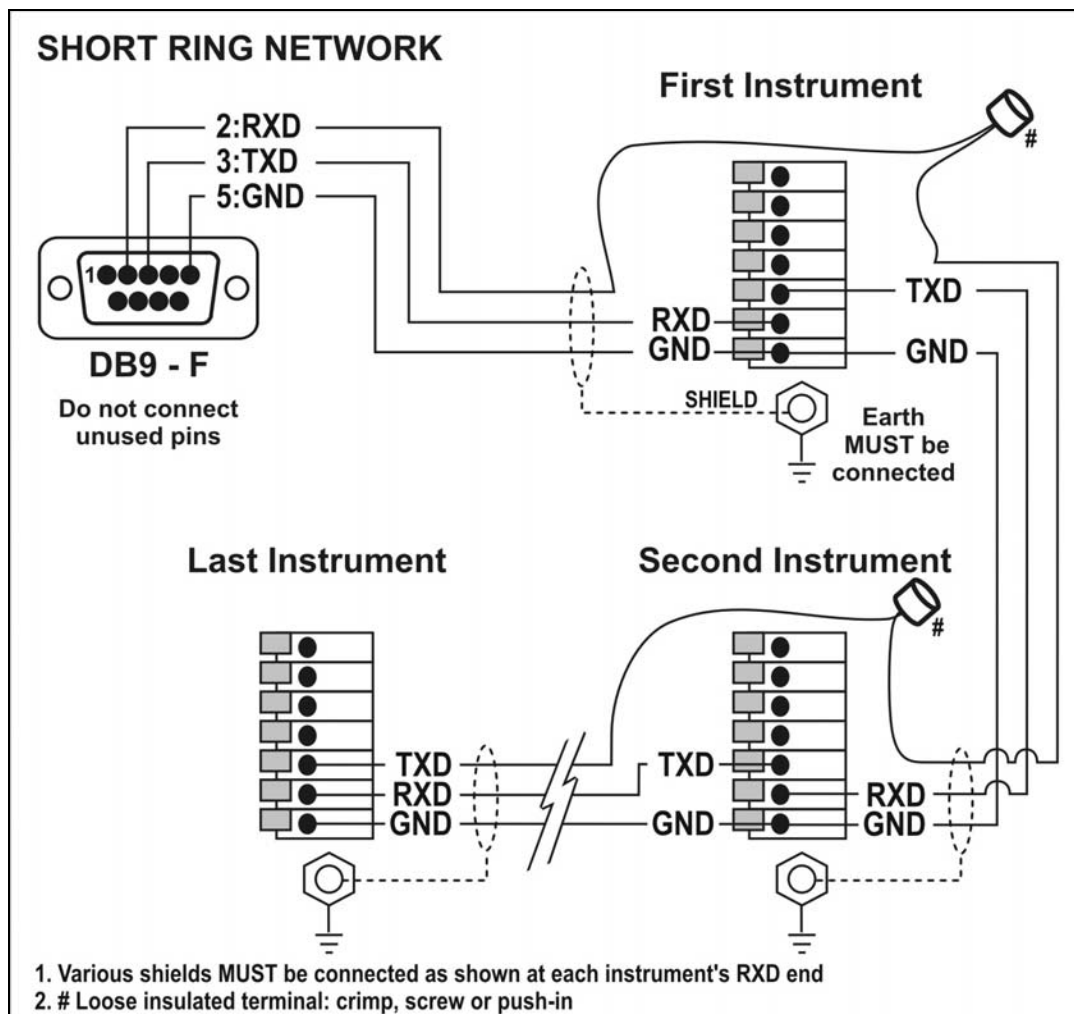 SHORT RING NETWORK
First Instrument
2:RXD
3:TXD
5:GND
#
1
TXD
RXD
GND
GND
DB9 - F
Do not connect
unused pins
SHIELD
Earth
MUST be
connected
Last Instrument
Second Instrument
#
TXD
TXD
RXD
RXD
GND
GND
GND
1. Various shields MUST be connected as shown at each instrument's RXD end
2. # Loose insulated terminal: crimp, screw or push-in